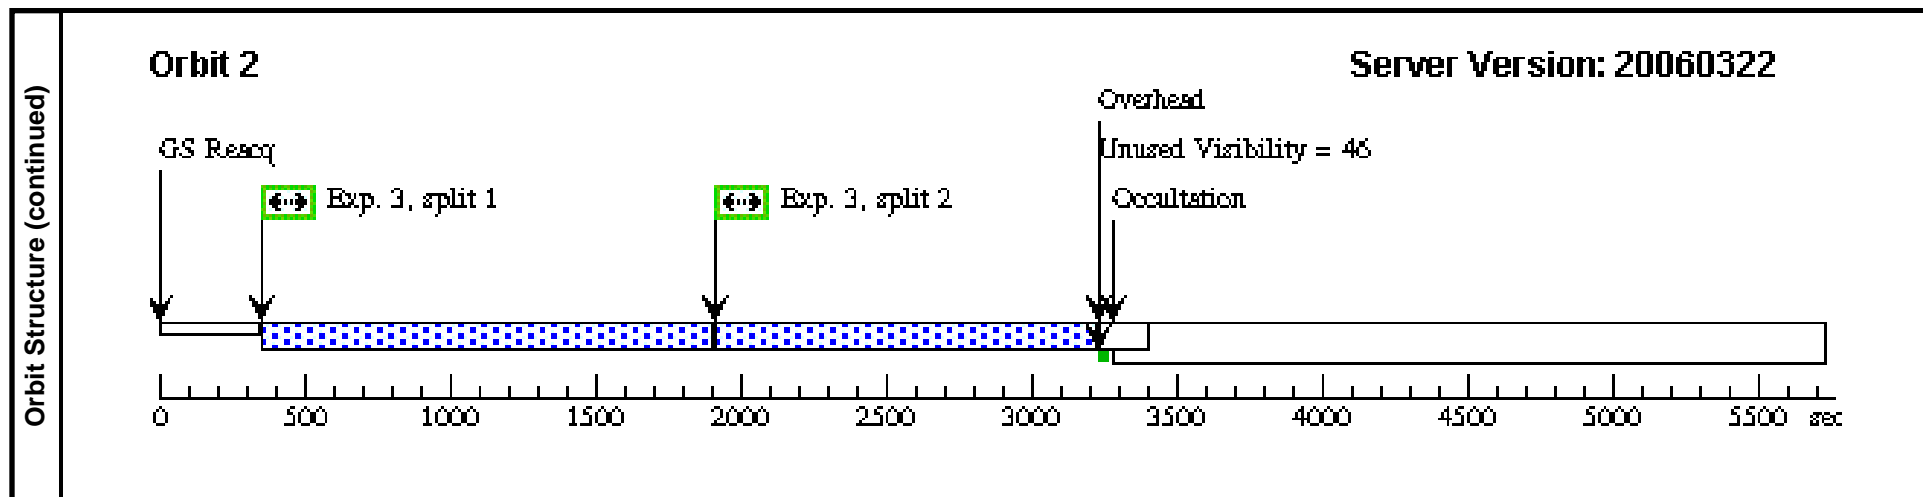 Orbit Structure (continued)
Orbit 2
Server Version: 20060322
Overhead
GS Reacq
Unused Visibility = 46
Exp. 3, split 1
Exp. 3, split 2
Occultation
0 500 1000 1500 2000 2500 3000 3500 4000 4500 5000 5500 sec